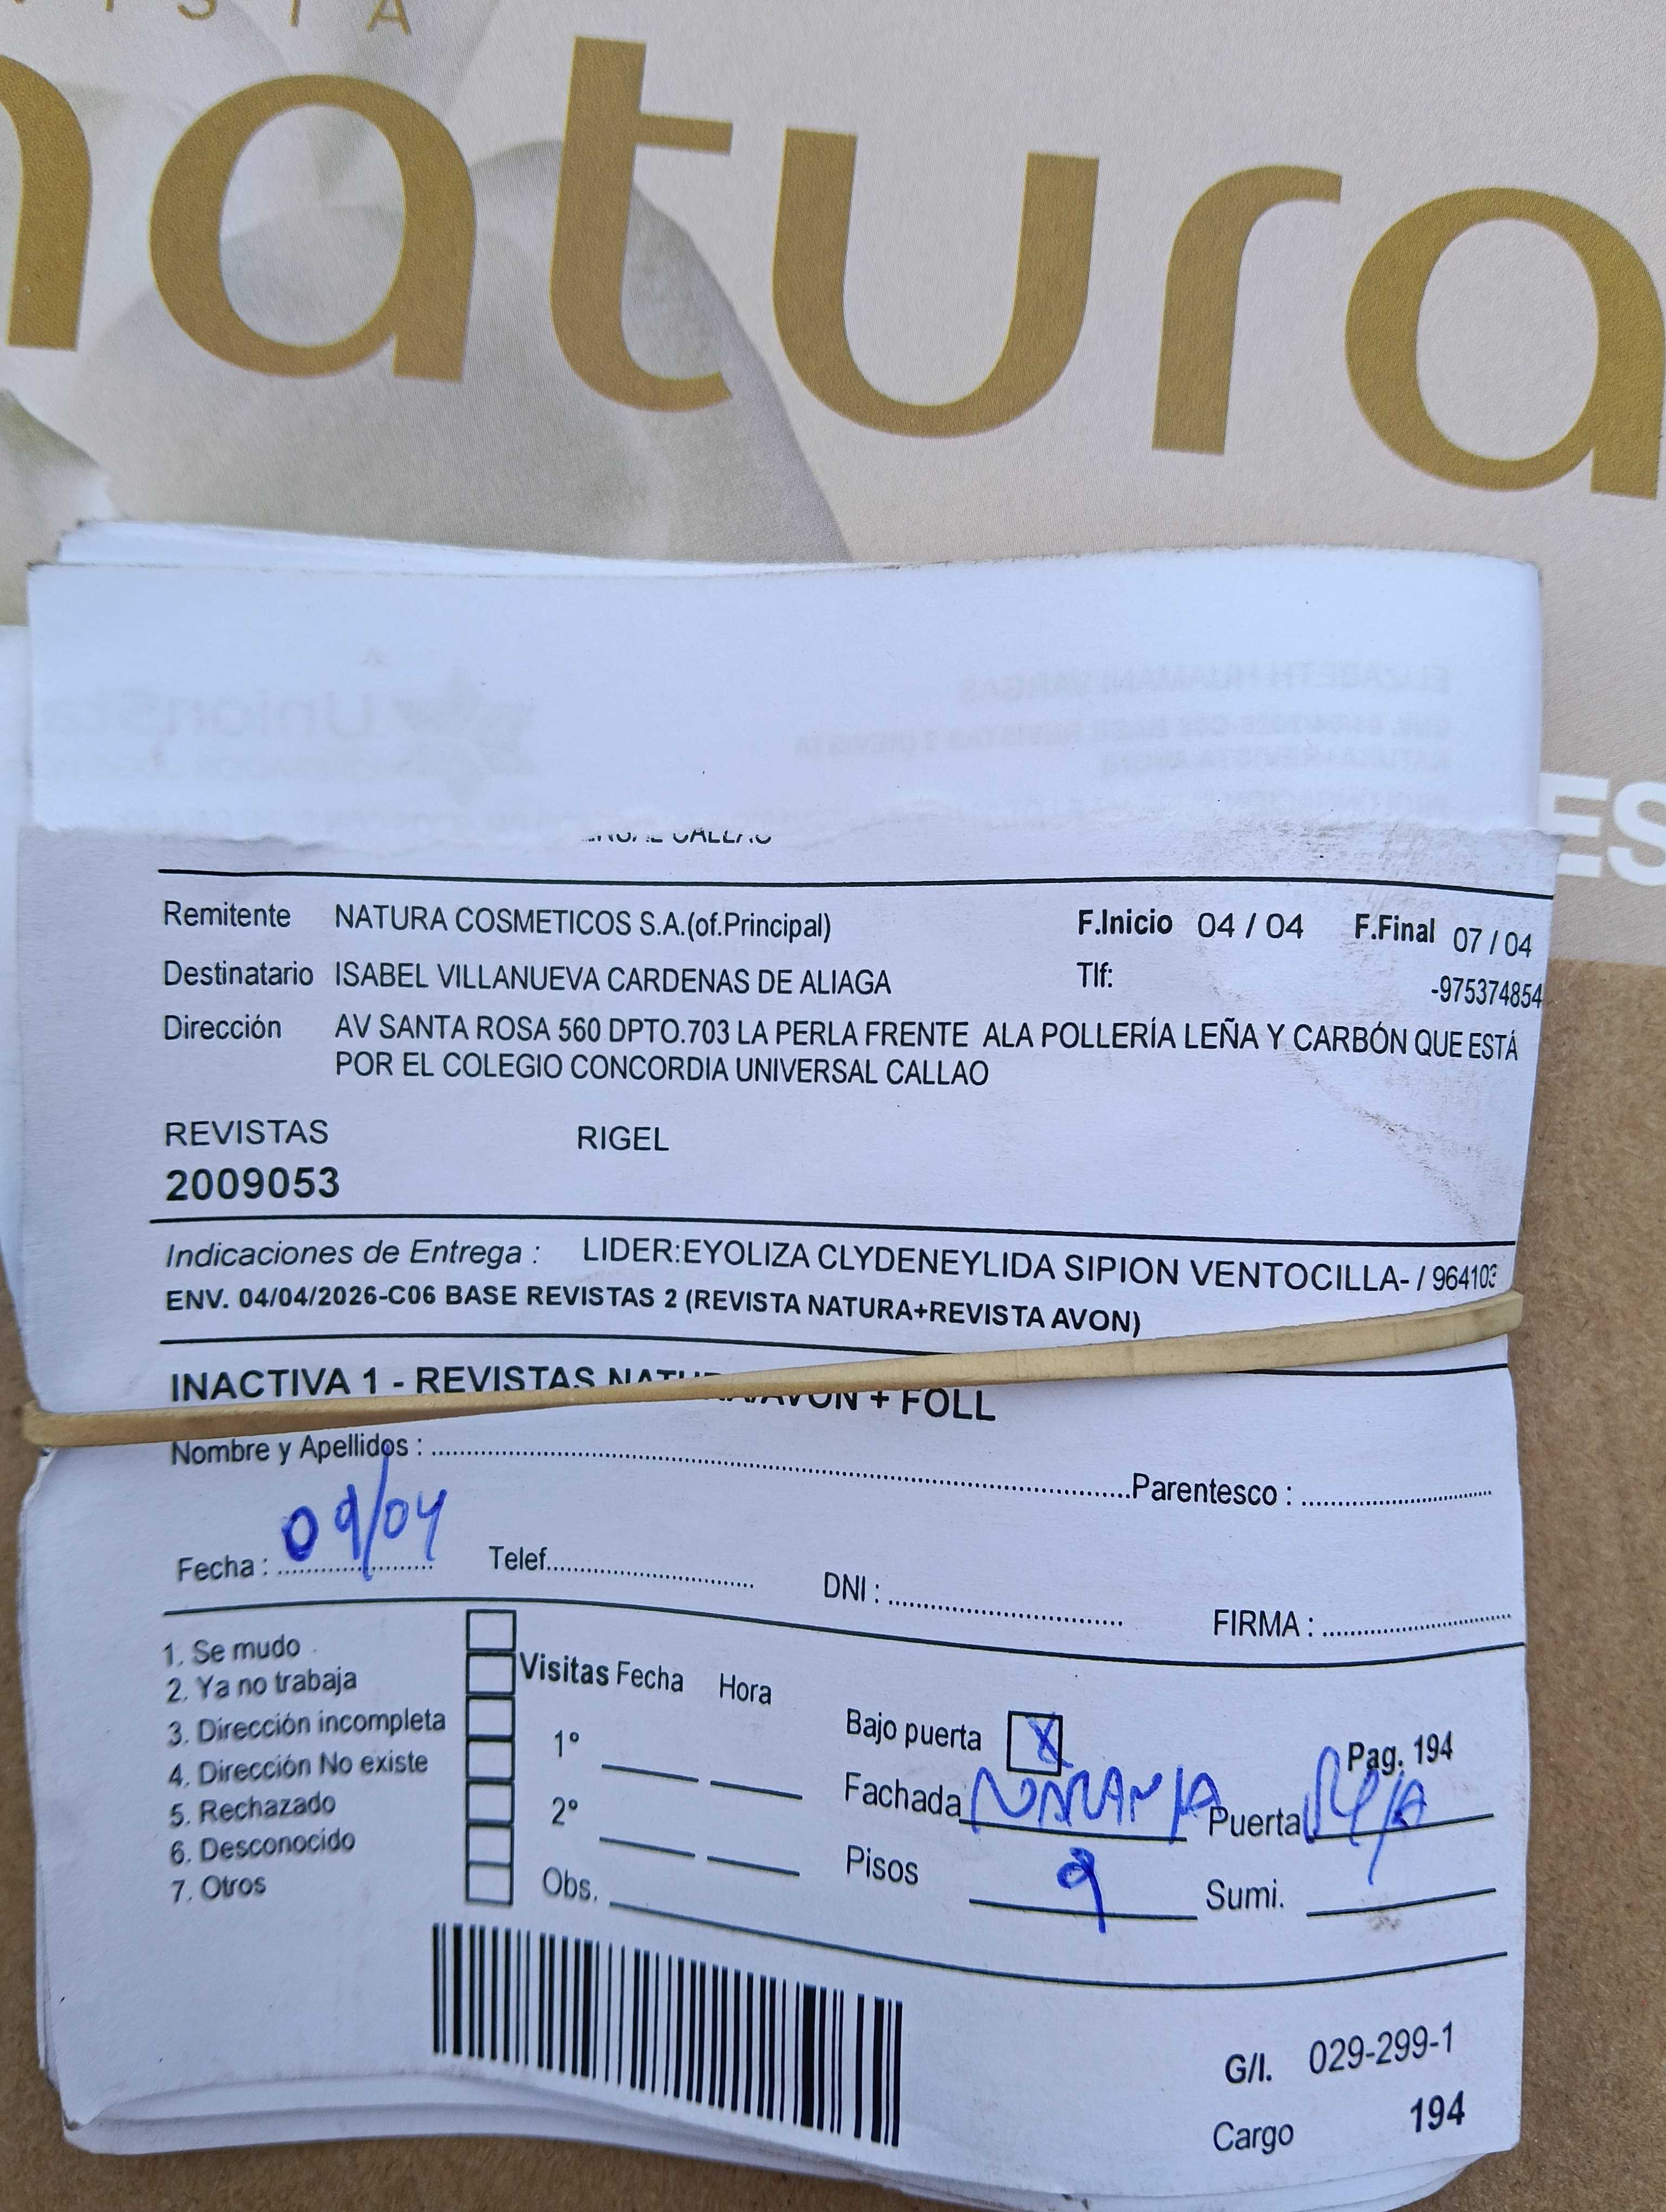 VISTA
natura
ES
Remitente NATURA COSMETICOS S.A.(of.Principal) F.Inicio 04 / 04 F.Final 07 / 04
Destinatario ISABEL VILLANUEVA CARDENAS DE ALIAGA Tlf: -975374854
Dirección AV SANTA ROSA 560 DPTO.703 LA PERLA FRENTE ALA POLLERÍA LEÑA Y CARBÓN QUE ESTÁ
POR EL COLEGIO CONCORDIA UNIVERSAL CALLAO
REVISTAS RIGEL
2009053
Indicaciones de Entrega : LIDER:EYOLIZA CLYDENEYLIDA SIPION VENTOCILLA- / 964103
ENV. 04/04/2026-C06 BASE REVISTAS 2 (REVISTA NATURA+REVISTA AVON)
INACTIVA 1 - REVISTAS NATURA/AVON + FOLL
Nombre y Apellidos : Parentesco :
Fecha : 09/04 Telef. DNI : FIRMA :
1. Se mudo
2. Ya no trabaja
3. Dirección incompleta
4. Dirección No existe
5. Rechazado
6. Desconocido
7. Otros
Visitas Fecha Hora
1°
2°
Obs.
Bajo puerta X Pag. 194
Fachada NARANJA Puerta
Pisos 9 Sumi.
G/I. 029-299-1
Cargo 194